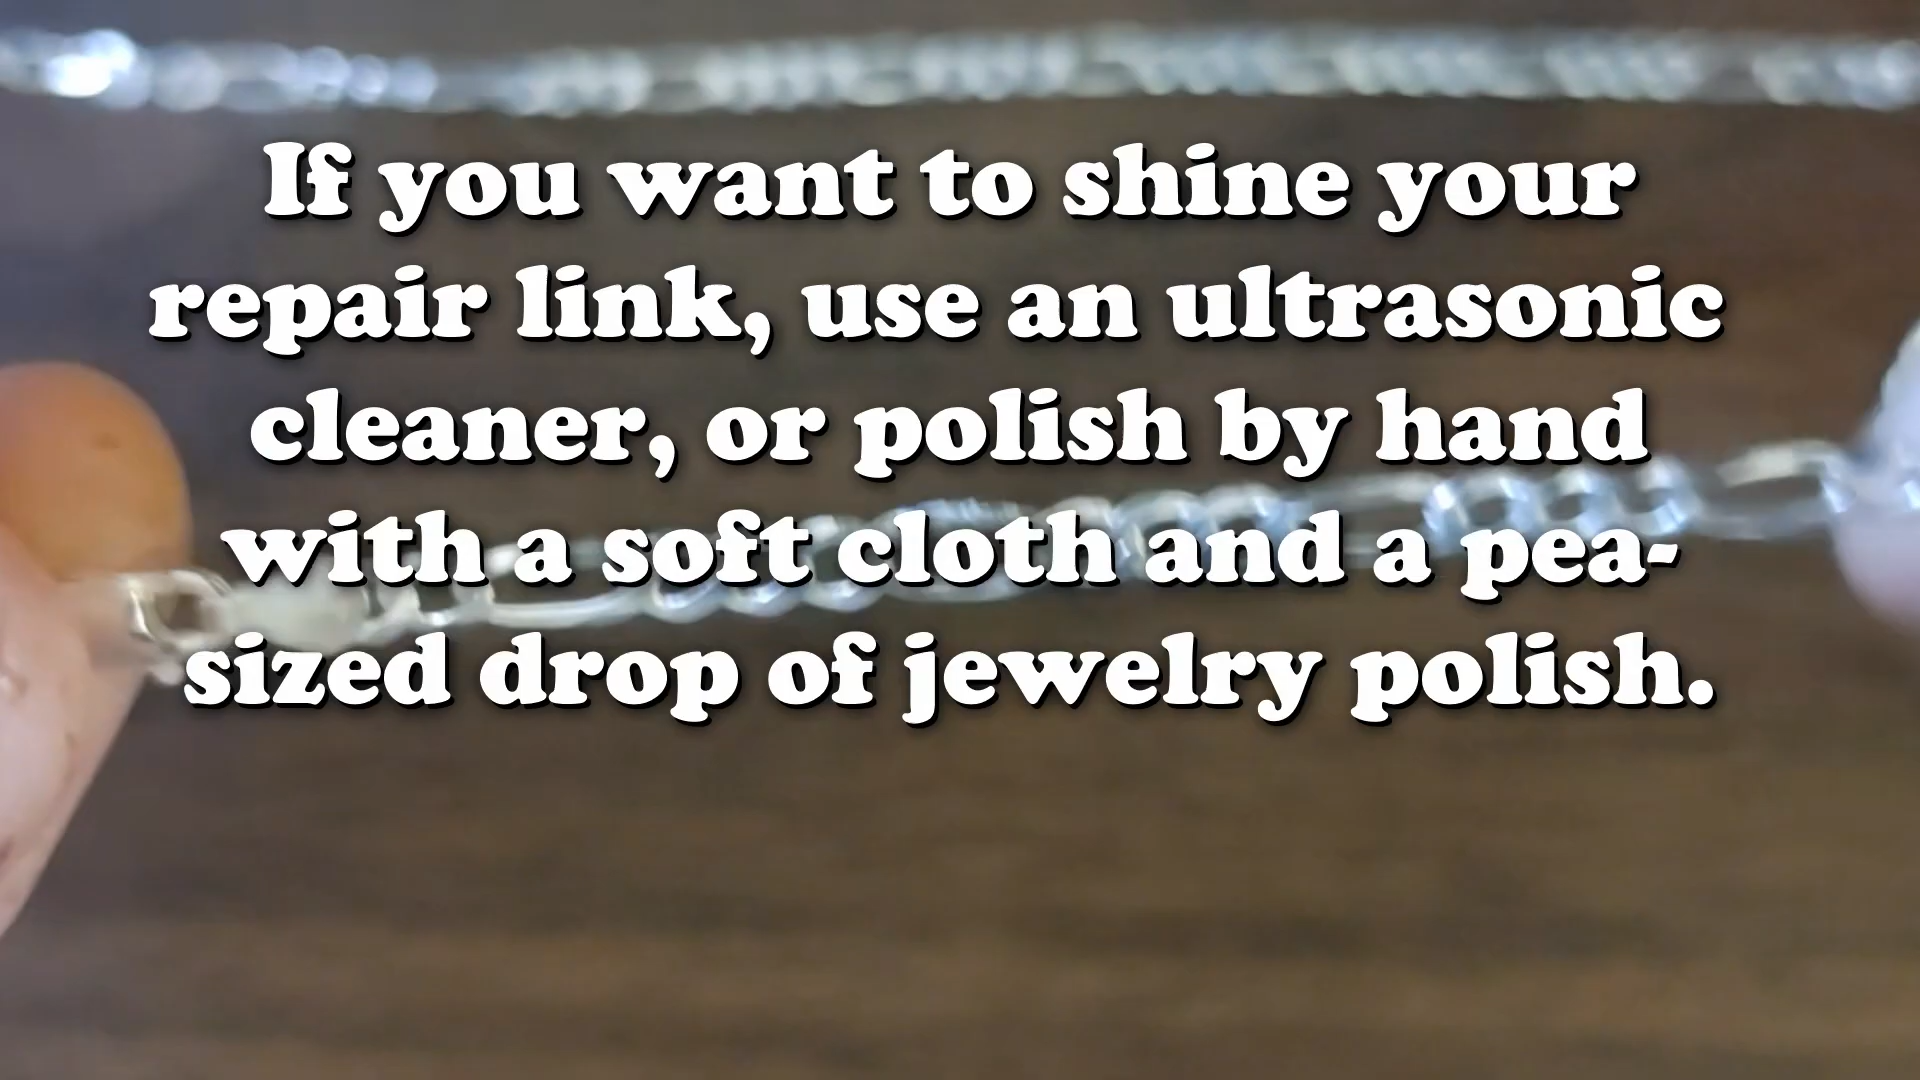 If you want to shine your
repair link, use an ultrasonic
cleaner, or polish by hand
with a soft cloth and a pea-
sized drop of jewelry polish.